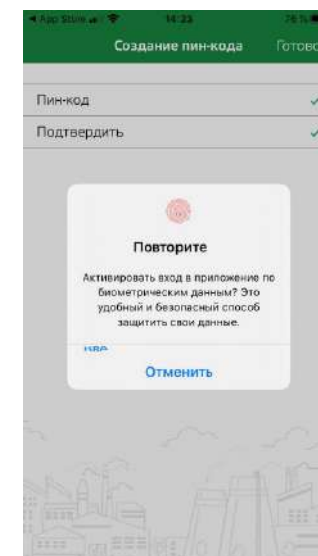 App Store 14:23 76 %
Создание пин-кода Готово
Пин-код
Подтвердить
Повторите
Активировать вход в приложение по
биометрическим данным? Это
удобный и безопасный способ
защитить свои данные.
Отменить